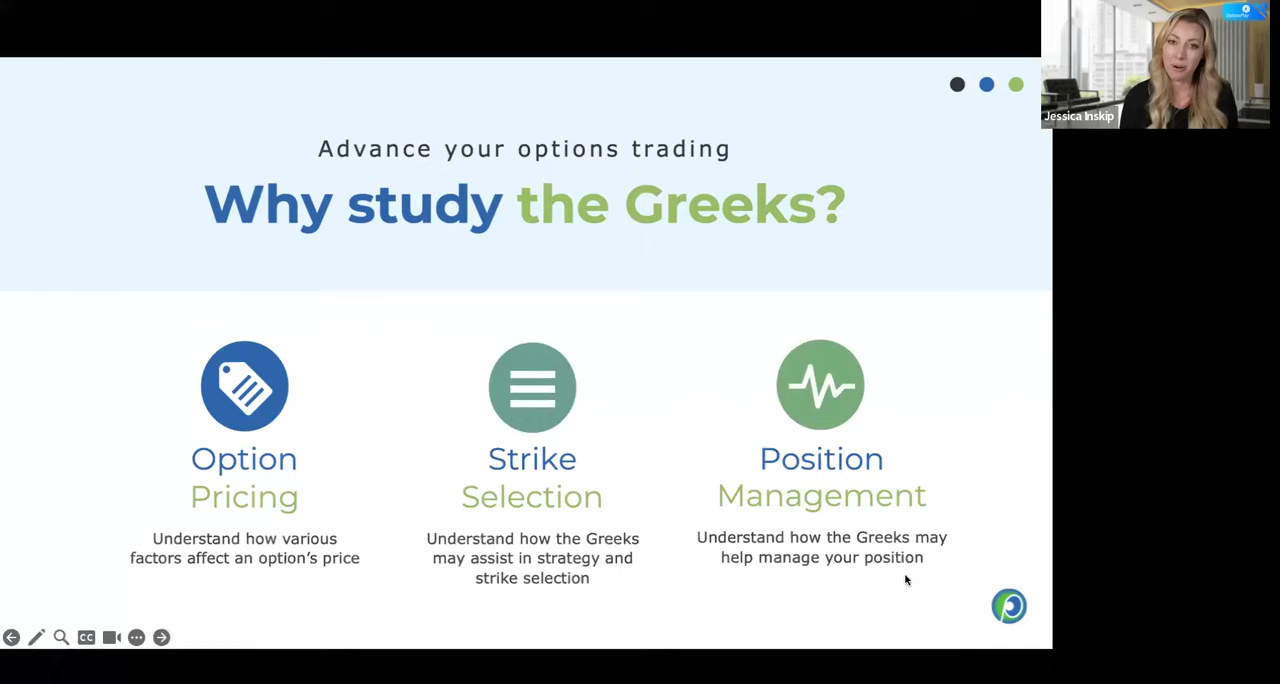 Advance your options trading
Why study the Greeks?
Jessica Inskip
Option
Pricing
Understand how various
factors affect an option’s price
Strike
Selection
Understand how the Greeks
may assist in strategy and
strike selection
Position
Management
Understand how the Greeks may
help manage your position
CC